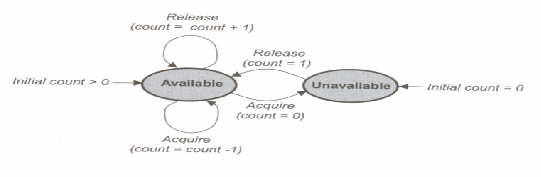 Release
(count = count + 1)
Release
(count = 1)
Initial count > 0
Available
Unavailable
Initial count = 0
Acquire
(count = 0)
Acquire
(count = count -1)